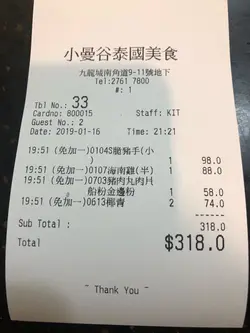 小曼谷泰國美食
九龍城南角道9-11號地下
Tel:2761 7800
#: 1
Tbl No.: 33
Cardno: 800015 Staff: KIT
Guest No.: 2
Date: 2019-01-16 Time: 21:21
19:51 (免加一)0104S脆豬手(小
) 1 98.0
19:51 (免加一)0107海南雞(半) 1 88.0
19:51 (免加一)0703豬肉丸肉片
船粉金邊粉 1 58.0
19:51 (免加一)0613椰青 2 74.0
Sub Total : 318.0
Total $318.0
~ Thank You ~